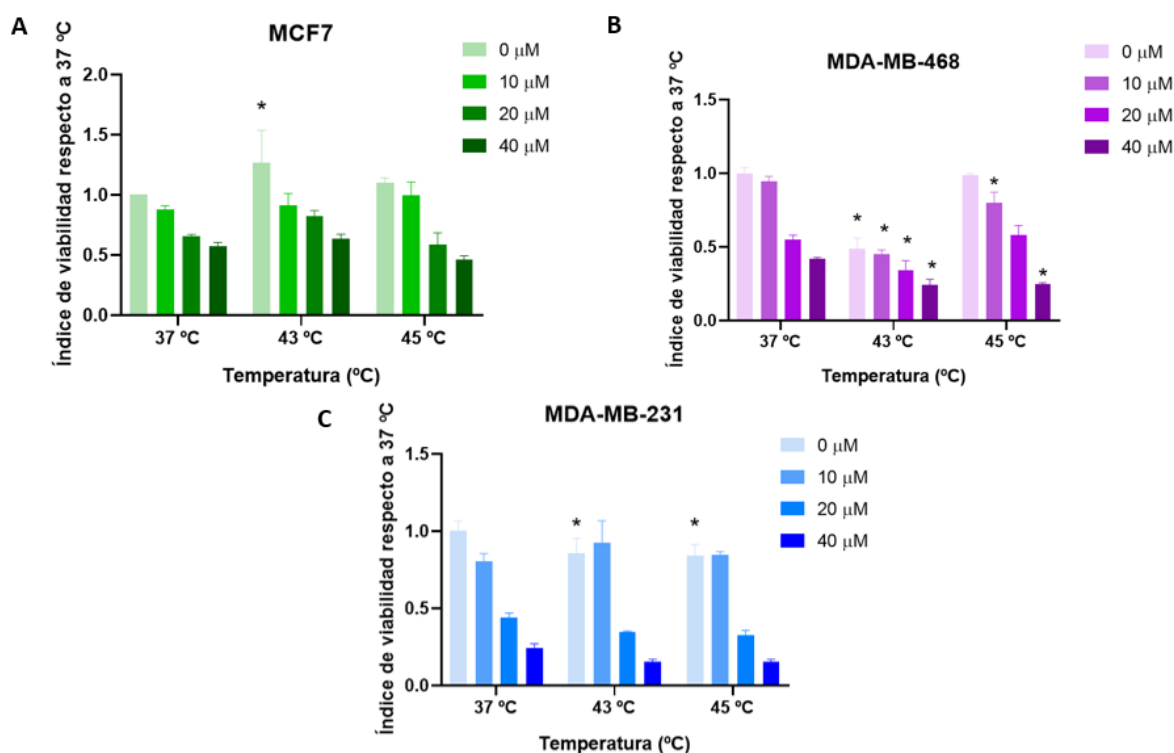 A
MCF7
Índice de viabilidad respecto a 37 ºC
2.0
1.5
1.0
0.5
0.0
*
37 ºC
43 ºC
45 ºC
Temperatura (ºC)
0 μM
10 μM
20 μM
40 μM
B
MDA-MB-468
Índice de viabilidad respecto a 37 ºC
1.5
1.0
0.5
0.0
*
*
*
*
*
*
37 ºC
43 ºC
45 ºC
Temperatura (ºC)
0 μM
10 μM
20 μM
40 μM
C
MDA-MB-231
Índice de viabilidad respecto a 37 ºC
1.5
1.0
0.5
0.0
*
*
37 ºC
43 ºC
45 ºC
Temperatura (ºC)
0 μM
10 μM
20 μM
40 μM